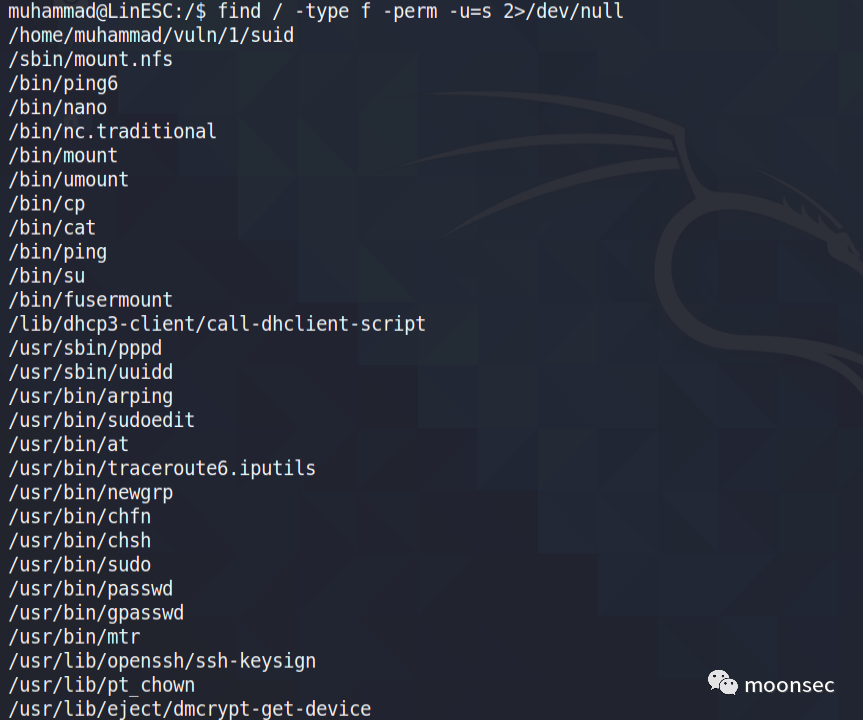 muhammad@LinESC:/$ find / -type f -perm -u=s 2>/dev/null
/home/muhammad/vuln/1/suid
/sbin/mount.nfs
/bin/ping6
/bin/nano
/bin/nc.traditional
/bin/mount
/bin/umount
/bin/cp
/bin/cat
/bin/ping
/bin/su
/bin/fusermount
/lib/dhcp3-client/call-dhclient-script
/usr/sbin/pppd
/usr/sbin/uuidd
/usr/bin/arping
/usr/bin/sudoedit
/usr/bin/at
/usr/bin/traceroute6.iputils
/usr/bin/newgrp
/usr/bin/chfn
/usr/bin/chsh
/usr/bin/sudo
/usr/bin/passwd
/usr/bin/gpasswd
/usr/bin/mtr
/usr/lib/openssh/ssh-keysign
/usr/lib/pt_chown
/usr/lib/eject/dmcrypt-get-device
moonsec